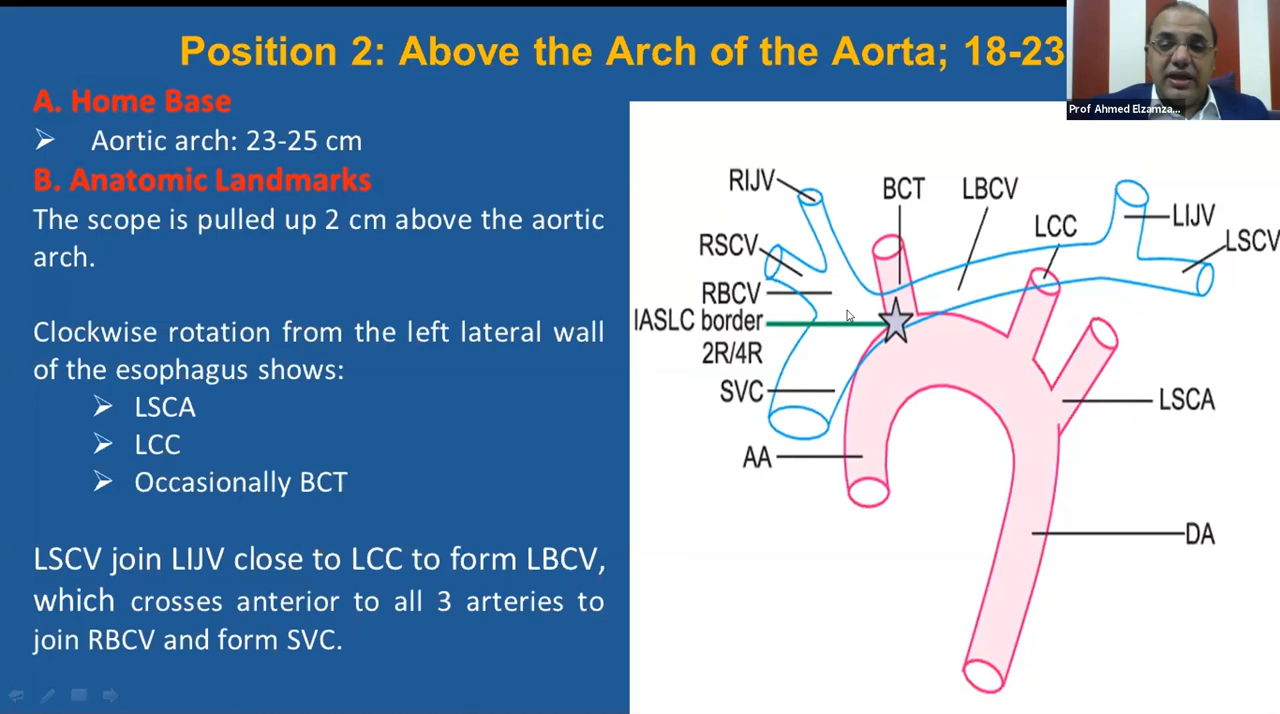 Position 2: Above the Arch of the Aorta; 18-23
Prof Ahmed Elzamza...
A. Home Base
➢ Aortic arch: 23-25 cm
B. Anatomic Landmarks
The scope is pulled up 2 cm above the aortic
arch.
Clockwise rotation from the left lateral wall
of the esophagus shows:
➢ LSCA
➢ LCC
➢ Occasionally BCT
LSCV join LIJV close to LCC to form LBCV,
which crosses anterior to all 3 arteries to
join RBCV and form SVC.
RIJV
BCT
LBCV
LCC
LIJV
LSCV
RSCV
RBCV
IASLC border
2R/4R
SVC
LSCA
AA
DA